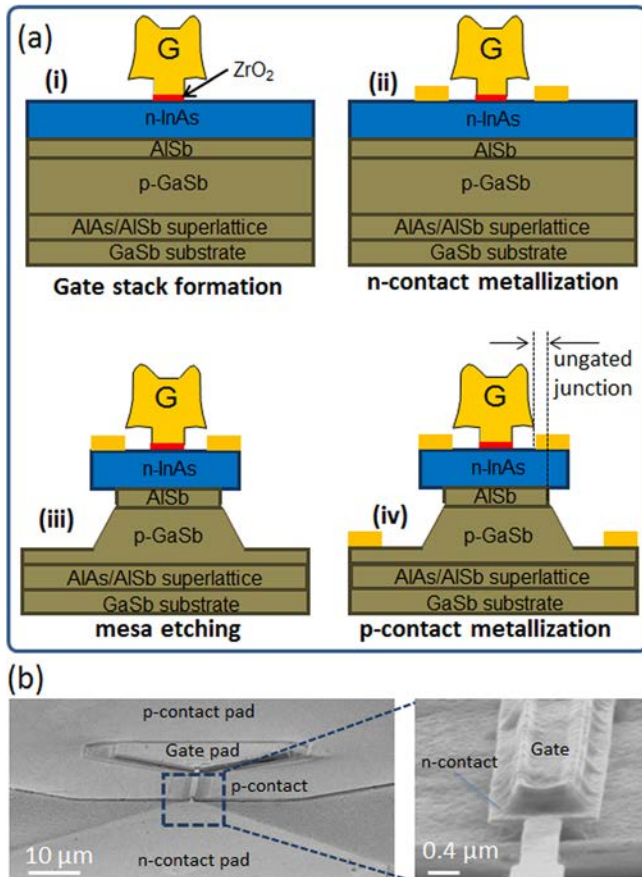 (a)
G
(i)
ZrO₂
n-InAs
AlSb
p-GaSb
AlAs/AlSb superlattice
GaSb substrate
Gate stack formation
G
(ii)
n-InAs
AlSb
p-GaSb
AlAs/AlSb superlattice
GaSb substrate
n-contact metallization
G
n-InAs
AlSb
(iii)
p-GaSb
AlAs/AlSb superlattice
GaSb substrate
mesa etching
ungated
junction
G
n-InAs
AlSb
(iv)
p-GaSb
AlAs/AlSb superlattice
GaSb substrate
p-contact metallization
(b)
p-contact pad
Gate pad
p-contact
10 µm
n-contact pad
Gate
n-contact
0.4 µm